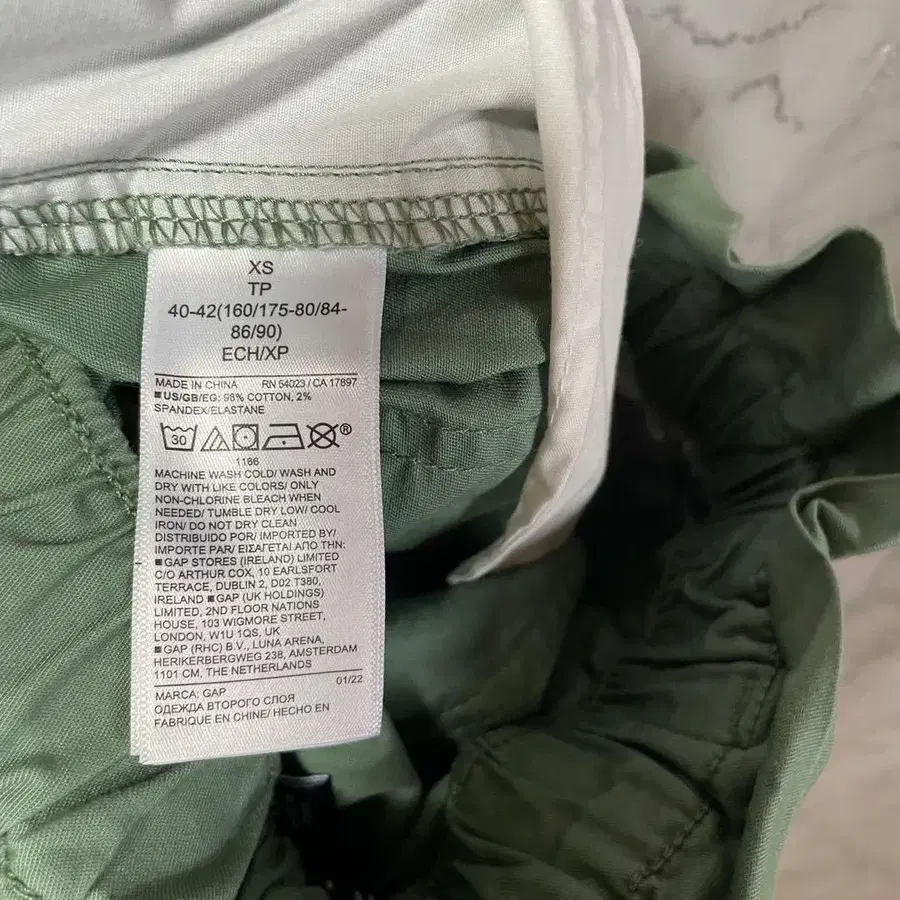 XS
TP
40-42(160/175-80/84-
86/90)
ECH/XP
MADE IN CHINA RN 54023 / CA 17897
■US/GB/EG: 98% COTTON, 2%
SPANDEX/ELASTANE
30 ®
1186
MACHINE WASH COLD/ WASH AND
DRY WITH LIKE COLORS/ ONLY
NON-CHLORINE BLEACH WHEN
NEEDED/ TUMBLE DRY LOW/ COOL
IRON/ DO NOT DRY CLEAN
DISTRIBUIDO POR/ IMPORTED BY/
IMPORTE PAR/ ΕΙΣΑΓΕΤΑΙ ΑΠΟ ΤΗΝ:
■GAP STORES (IRELAND) LIMITED
C/O ARTHUR COX, 10 EARLSFORT
TERRACE, DUBLIN 2, D02 T380,
IRELAND ■GAP (UK HOLDINGS)
LIMITED, 2ND FLOOR NATIONS
HOUSE, 103 WIGMORE STREET,
LONDON, W1U 1QS, UK
■GAP (RHC) B.V., LUNA ARENA,
HERIKERBERGWEG 238, AMSTERDAM
1101 CM, THE NETHERLANDS
01/22
MARCA: GAP
ОДЕЖДА ВТОРОГО СЛОЯ
FABRIQUE EN CHINE/ HECHO EN